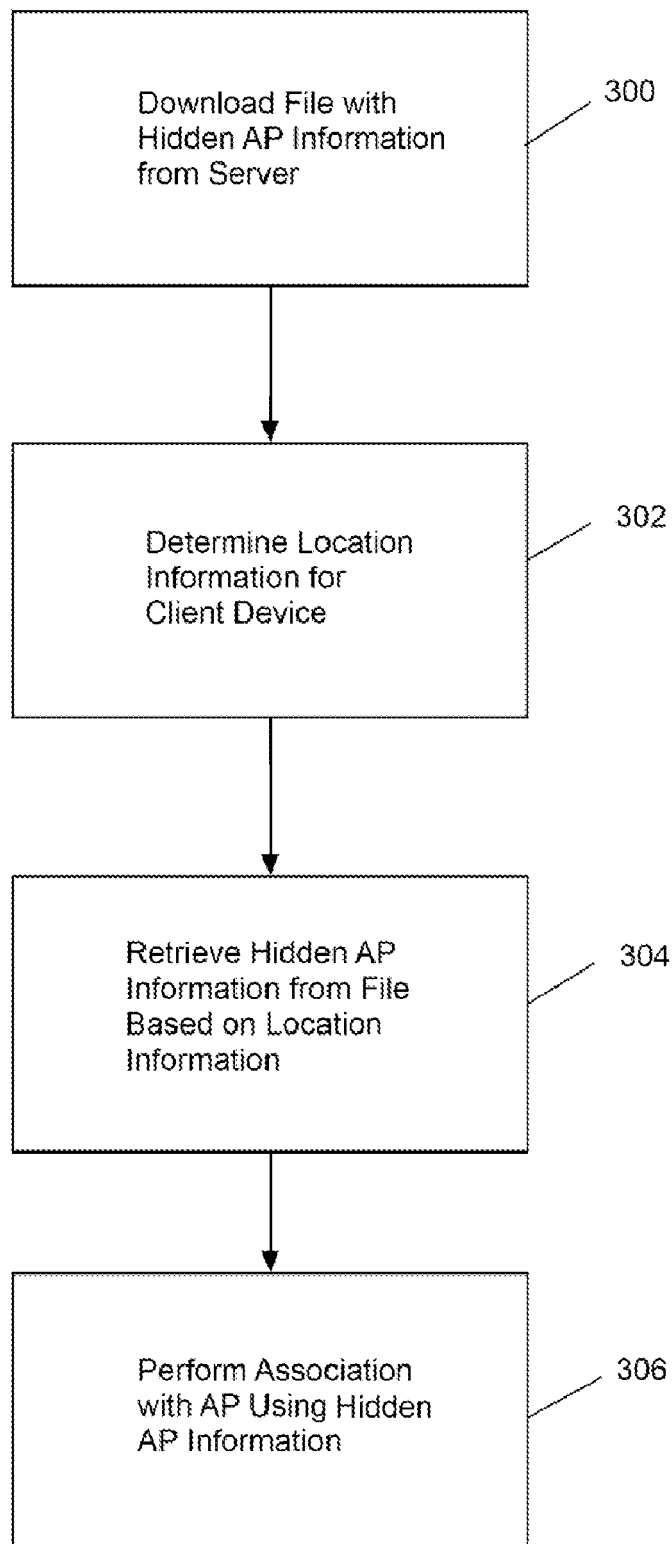 Download File with
Hidden AP Information
from Server
300
Determine Location
Information for
Client Device
302
Retrieve Hidden AP
Information from File
Based on Location
Information
304
Perform Association
with AP Using Hidden
AP Information
306